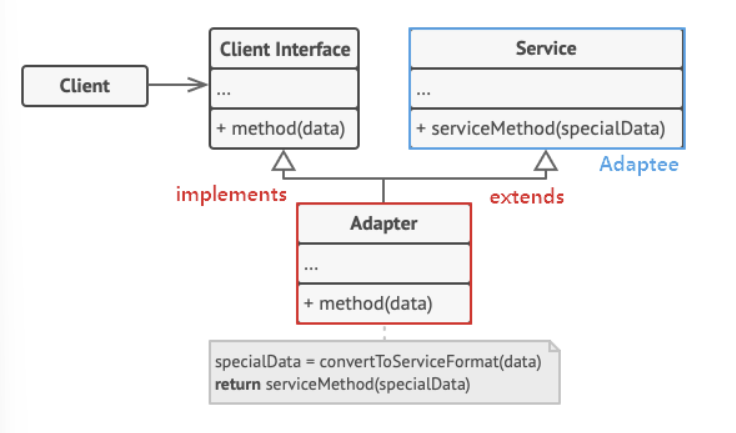 Client
Client Interface
...
+ method(data)
Service
...
+ serviceMethod(specialData)
Adaptee
implements
extends
Adapter
...
+ method(data)
specialData = convertToServiceFormat(data)
return serviceMethod(specialData)